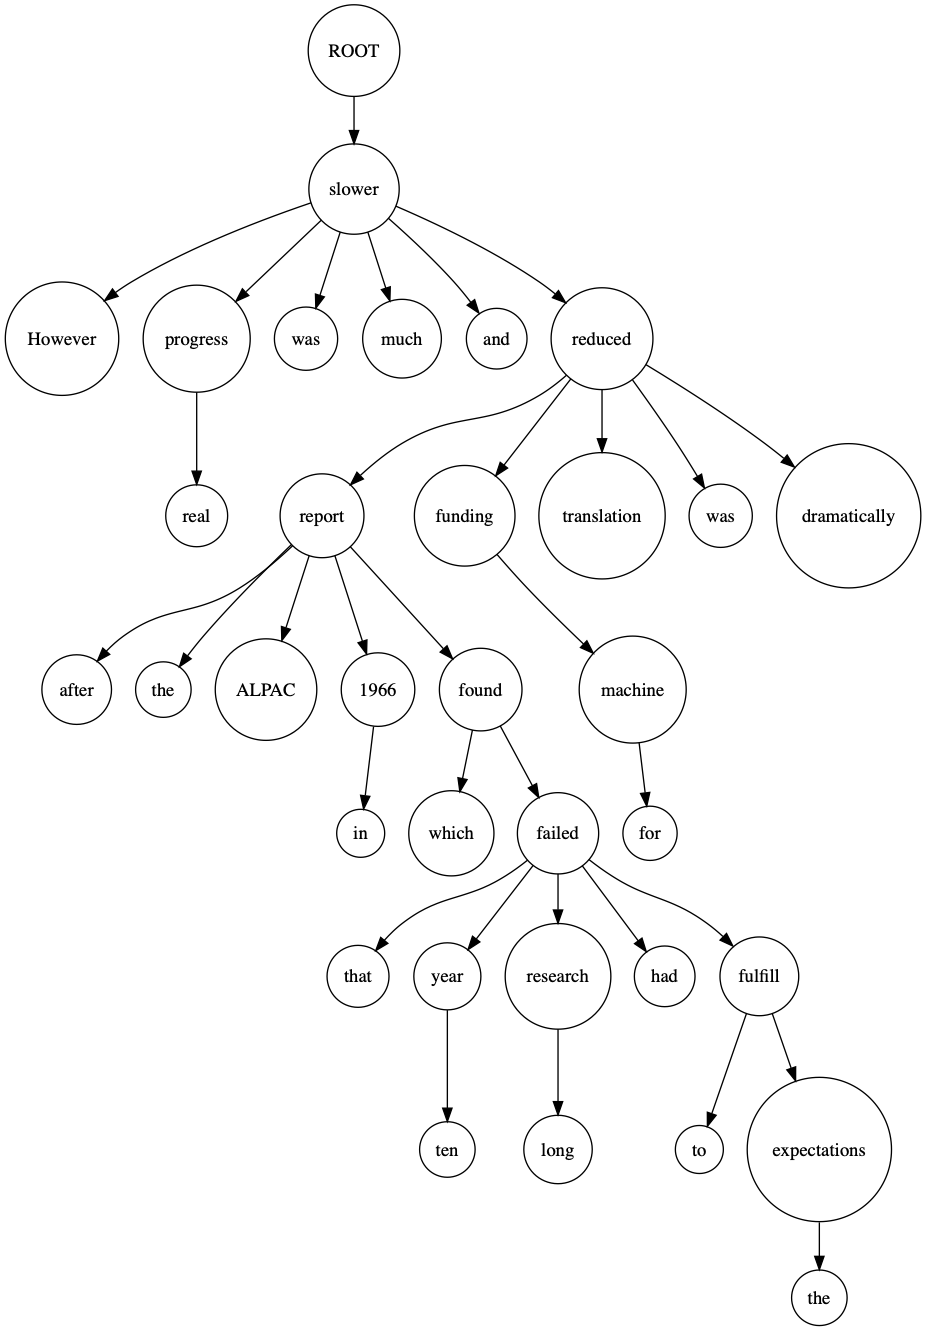 ROOT
slower
However progress was much and reduced
real report funding translation was dramatically
after the ALPAC 1966 found machine
in which failed for
that year research had fulfill
ten long to expectations
the